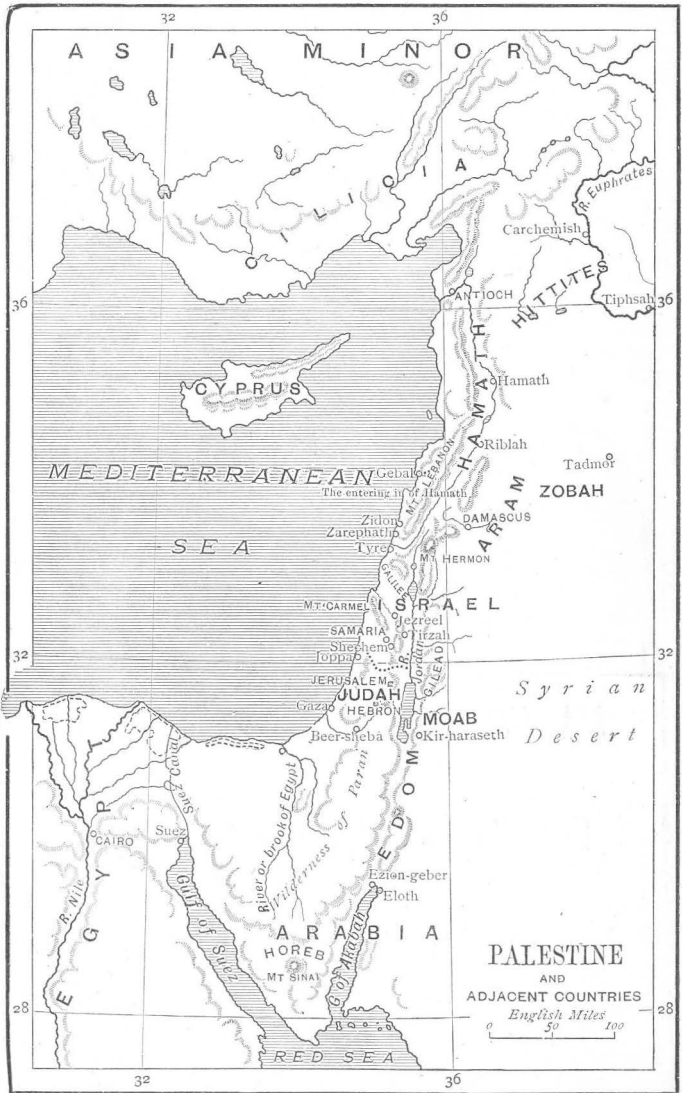 32
36
ASIA MINOR
CILICIA
R. Euphrates
Carchemish
HITTITES
36
36
ANTIOCH
Tiphsah
CYPRUS
HAMATH
Hamath
Riblah
MEDITERRANEAN
SEA
Gebal
MT LEBANON
Tadmor
The entering in of Hamath
ARAM
ZOBAH
Zidon
DAMASCUS
Zarephath
Tyre
MT HERMON
GALILEE
MT CARMEL
ISRAEL
Jezreel
SAMARIA
Tirzah
Shechem
Joppa
32
32
R. Jordan
GILEAD
JERUSALEM
JUDAH
Syrian
Desert
Gaza
HEBRON
MOAB
Beer-sheba
Kir-haraseth
EDOM
EGYPT
Suez Canal
River or brook of Egypt
Wilderness of Paran
CAIRO
Suez
R. Nile
Gulf of Suez
Ezion-geber
Eloth
ARABIA
HOREB
MT SINAI
G. of Akabah
PALESTINE
AND
ADJACENT COUNTRIES
English Miles
0 50 100
28
28
RED SEA
32
36